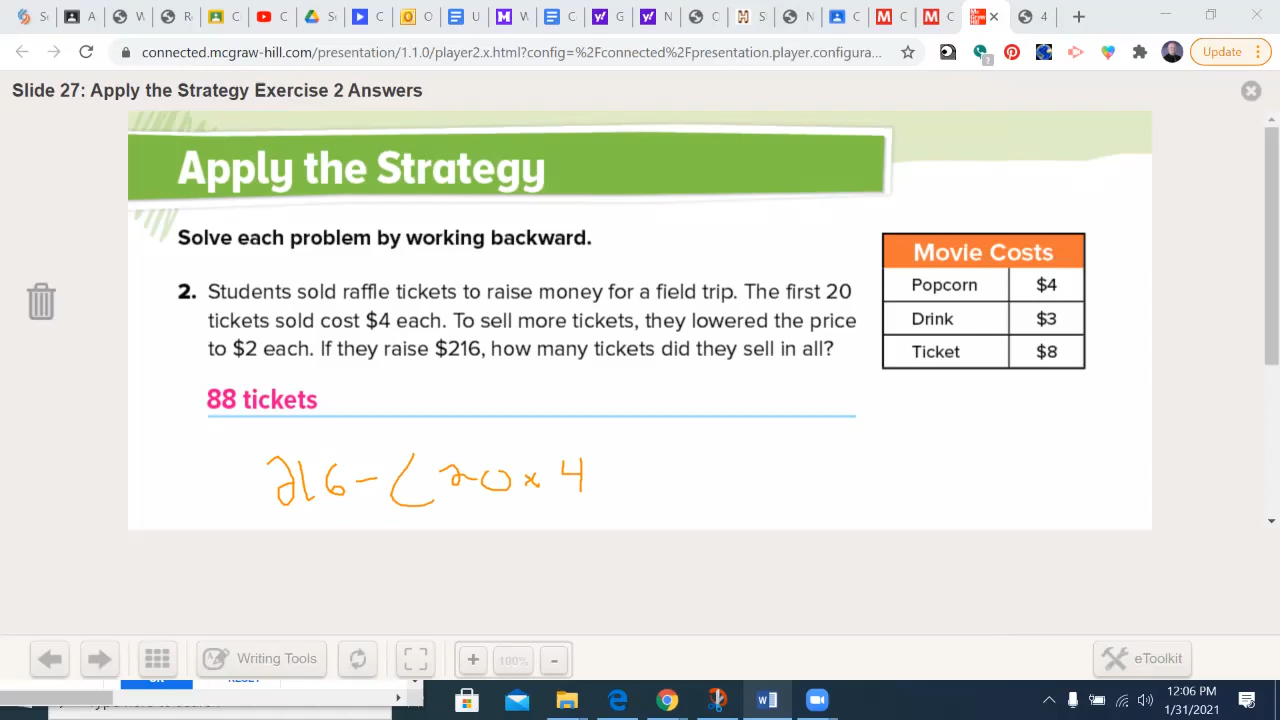 S
A
C
W
R
C
C
S
C
O
C
U
W
C
G
N
C
S
N
C
C
C
4
connected.mcgraw-hill.com/presentation/1.1.0/player2.x.html?config=%2Fconnected%2Fpresentation.player.configura...
?
Update
Slide 27: Apply the Strategy Exercise 2 Answers
Apply the Strategy
Solve each problem by working backward.
2. Students sold raffle tickets to raise money for a field trip. The first 20
tickets sold cost $4 each. To sell more tickets, they lowered the price
to $2 each. If they raise $216, how many tickets did they sell in all?
88 tickets
216-(20x4
Movie Costs
Popcorn $4
Drink $3
Ticket $8
Writing Tools
+ 100% -
eToolkit
12:06 PM
1/31/2021